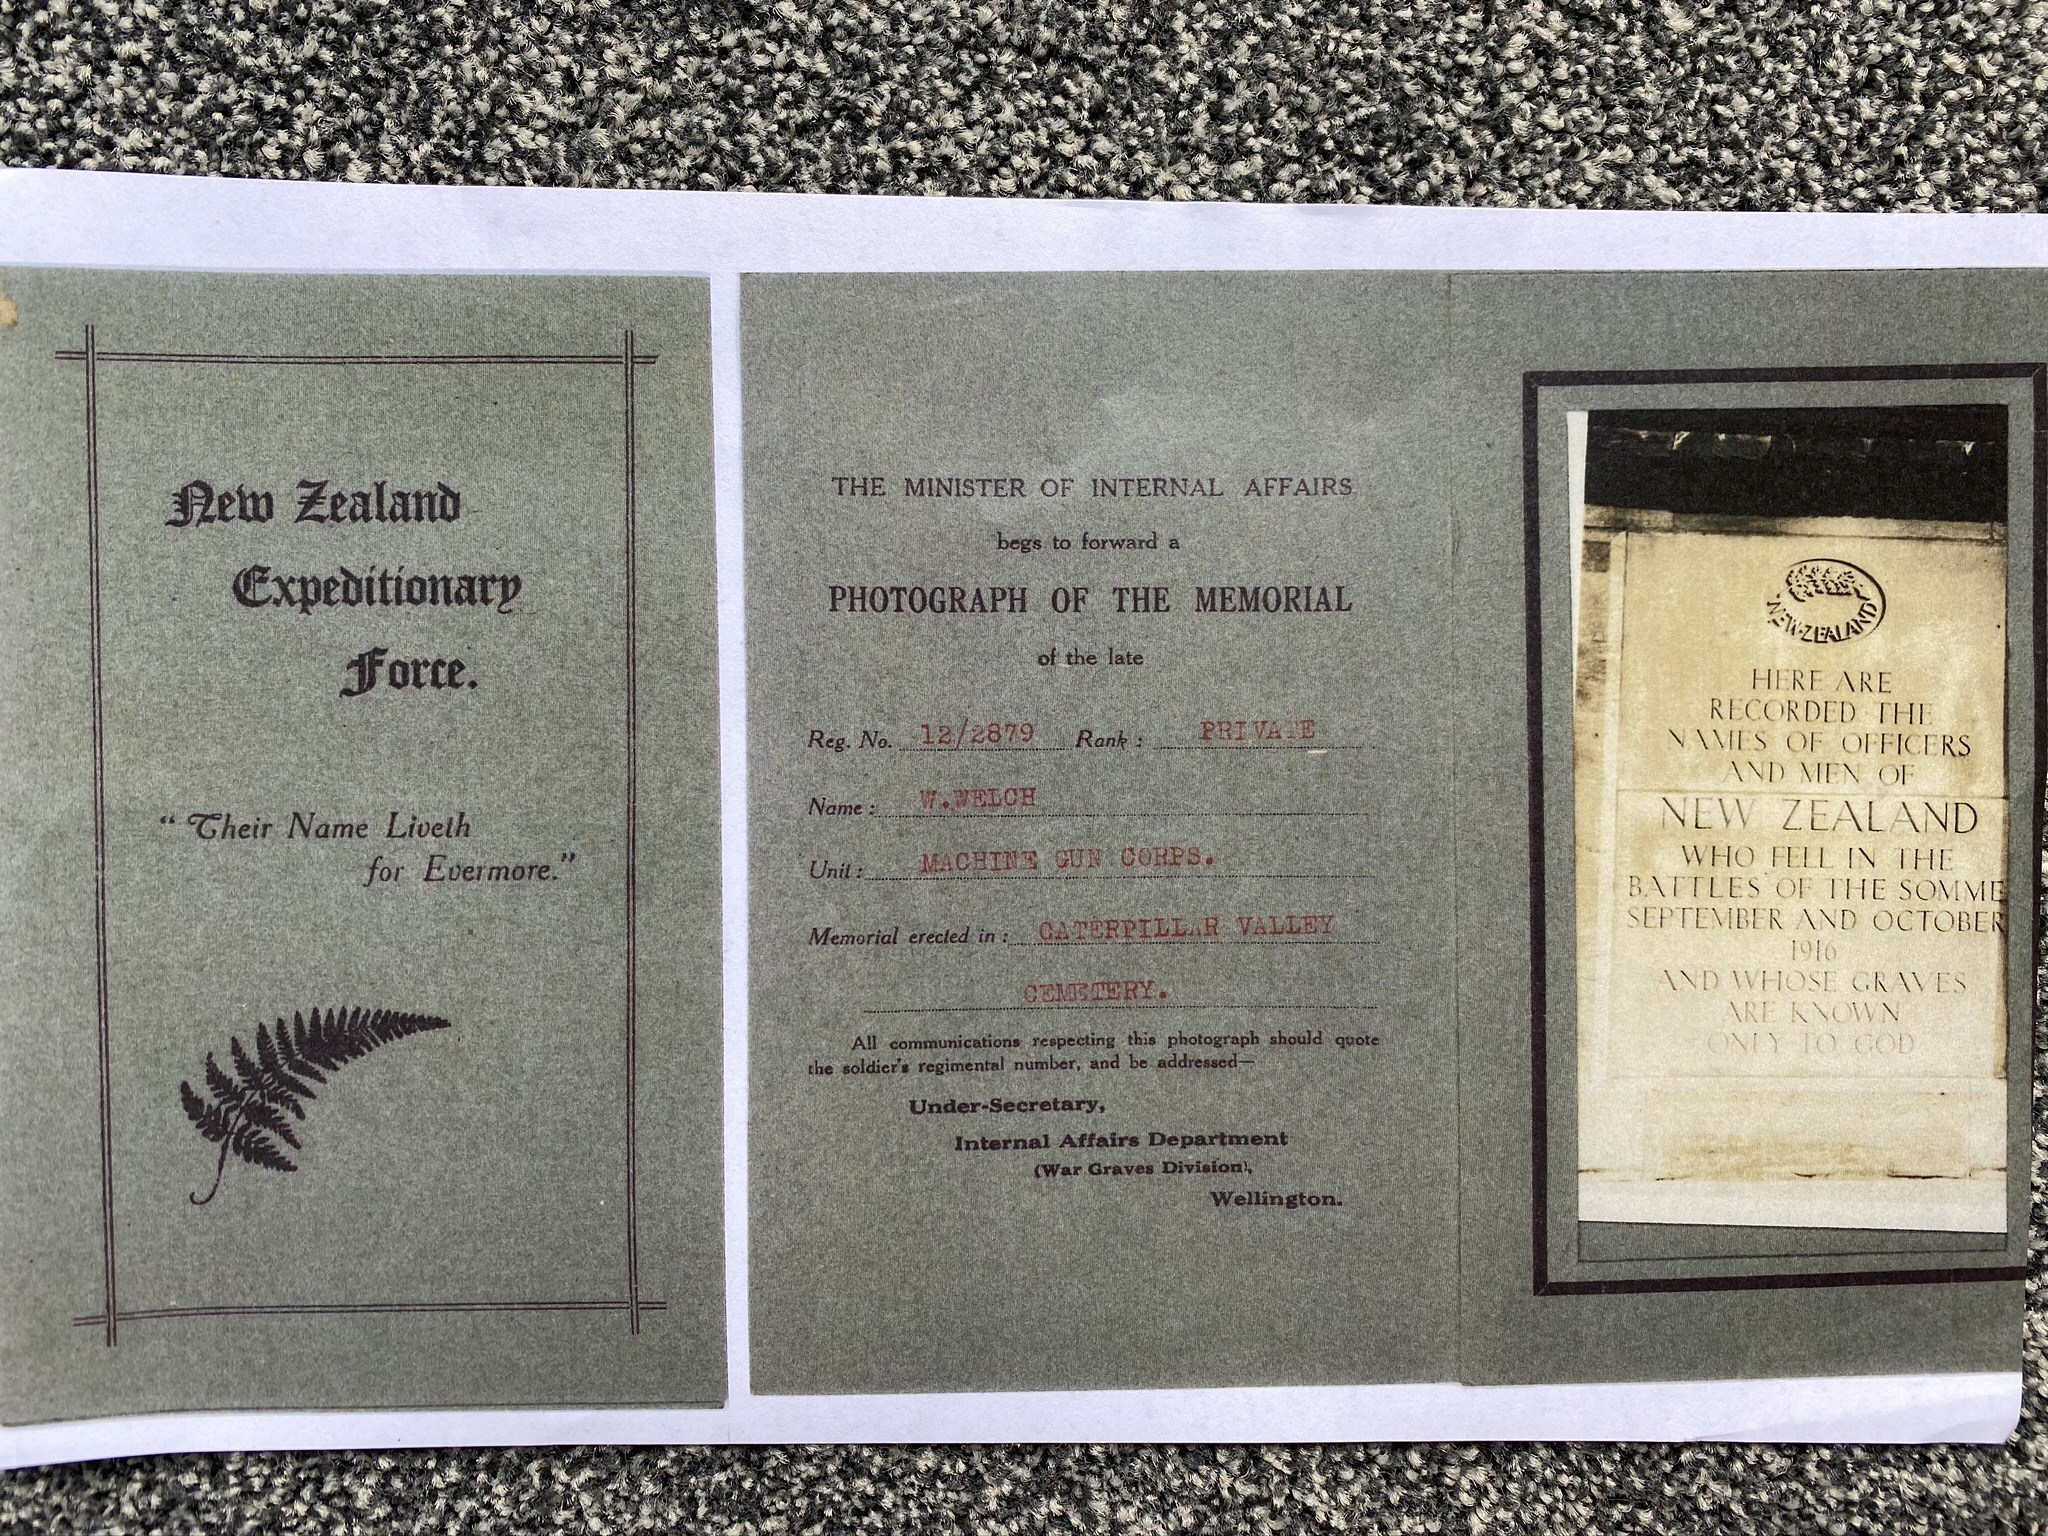 New Zealand
Expeditionary
Force.
“Their Name Liveth
for Evermore.”
THE MINISTER OF INTERNAL AFFAIRS
begs to forward a
PHOTOGRAPH OF THE MEMORIAL
of the late
Reg. No. 12/2879 Rank: PRIVATE
Name: W.WELCH
Unit: MACHINE GUN CORPS.
Memorial erected in: CATERPILLAR VALLEY
CEMETERY.
All communications respecting this photograph should quote
the soldier's regimental number, and be addressed—
Under-Secretary,
Internal Affairs Department
(War Graves Division),
Wellington.
NEW-ZEALAND
HERE ARE
RECORDED THE
NAMES OF OFFICERS
AND MEN OF
NEW ZEALAND
WHO FELL IN THE
BATTLES OF THE SOMME
SEPTEMBER AND OCTOBER
1916
AND WHOSE GRAVES
ARE KNOWN
ONLY TO GOD